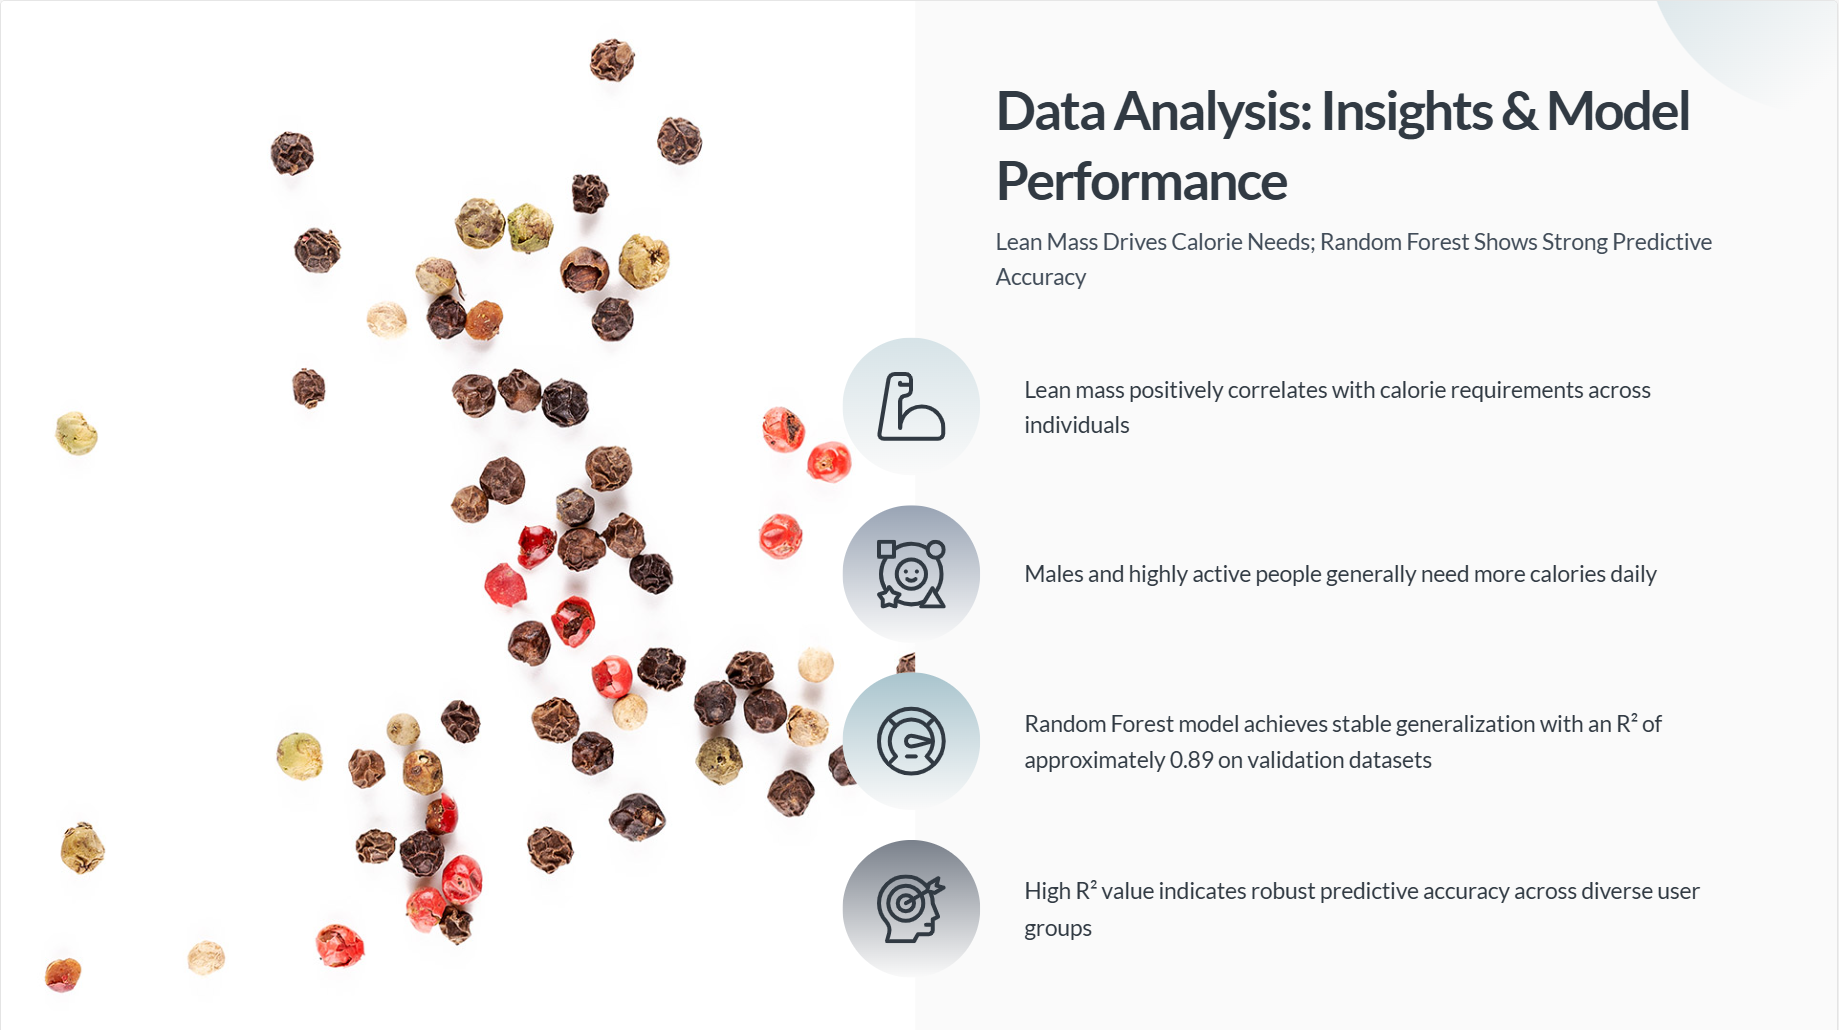 Data Analysis: Insights & Model
Performance
Lean Mass Drives Calorie Needs; Random Forest Shows Strong Predictive
Accuracy
Lean mass positively correlates with calorie requirements across
individuals
Males and highly active people generally need more calories daily
Random Forest model achieves stable generalization with an R² of
approximately 0.89 on validation datasets
High R² value indicates robust predictive accuracy across diverse user
groups